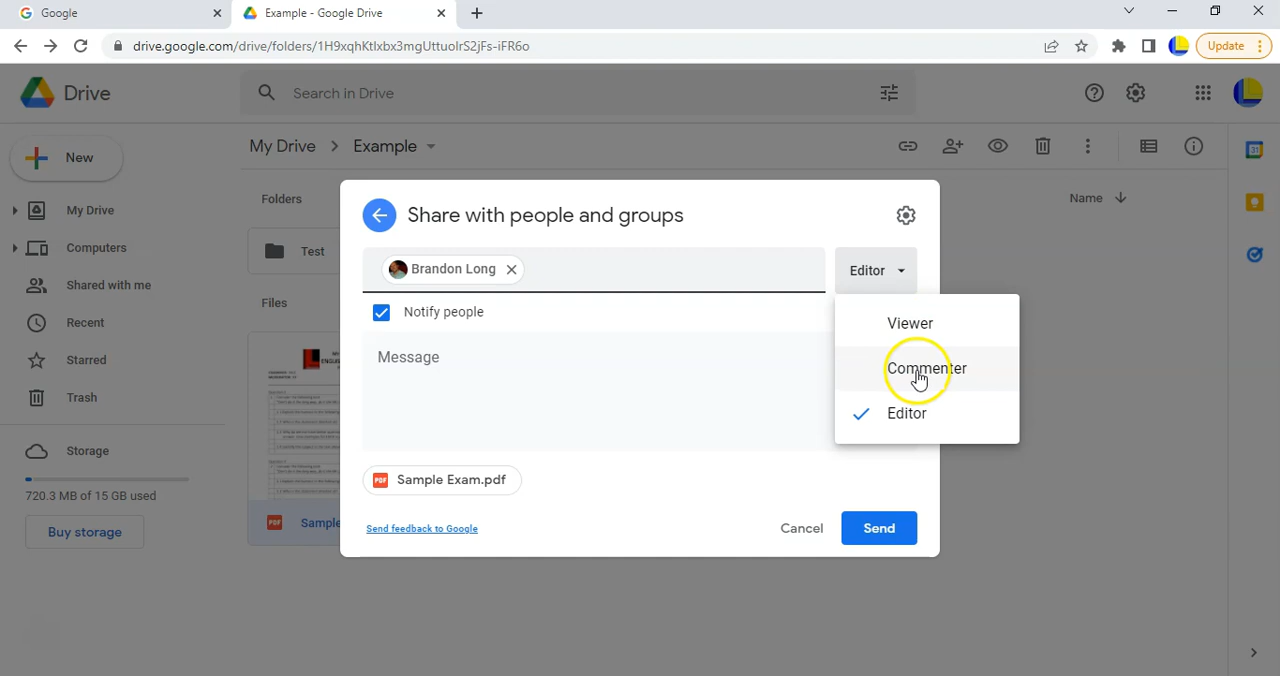 Google
Example - Google Drive
drive.google.com/drive/folders/1H9xqhKtlxbx3mgUttuolrS2jFs-iFR6o
Update
Drive
Search in Drive
New
My Drive
Example
My Drive
Computers
Shared with me
Recent
Starred
Trash
Storage
720.3 MB of 15 GB used
Buy storage
Folders
Name
Test
Files
Sample
Share with people and groups
Brandon Long
Editor
Notify people
Message
Viewer
Commenter
Editor
PDF Sample Exam.pdf
Send feedback to Google
Cancel
Send
31